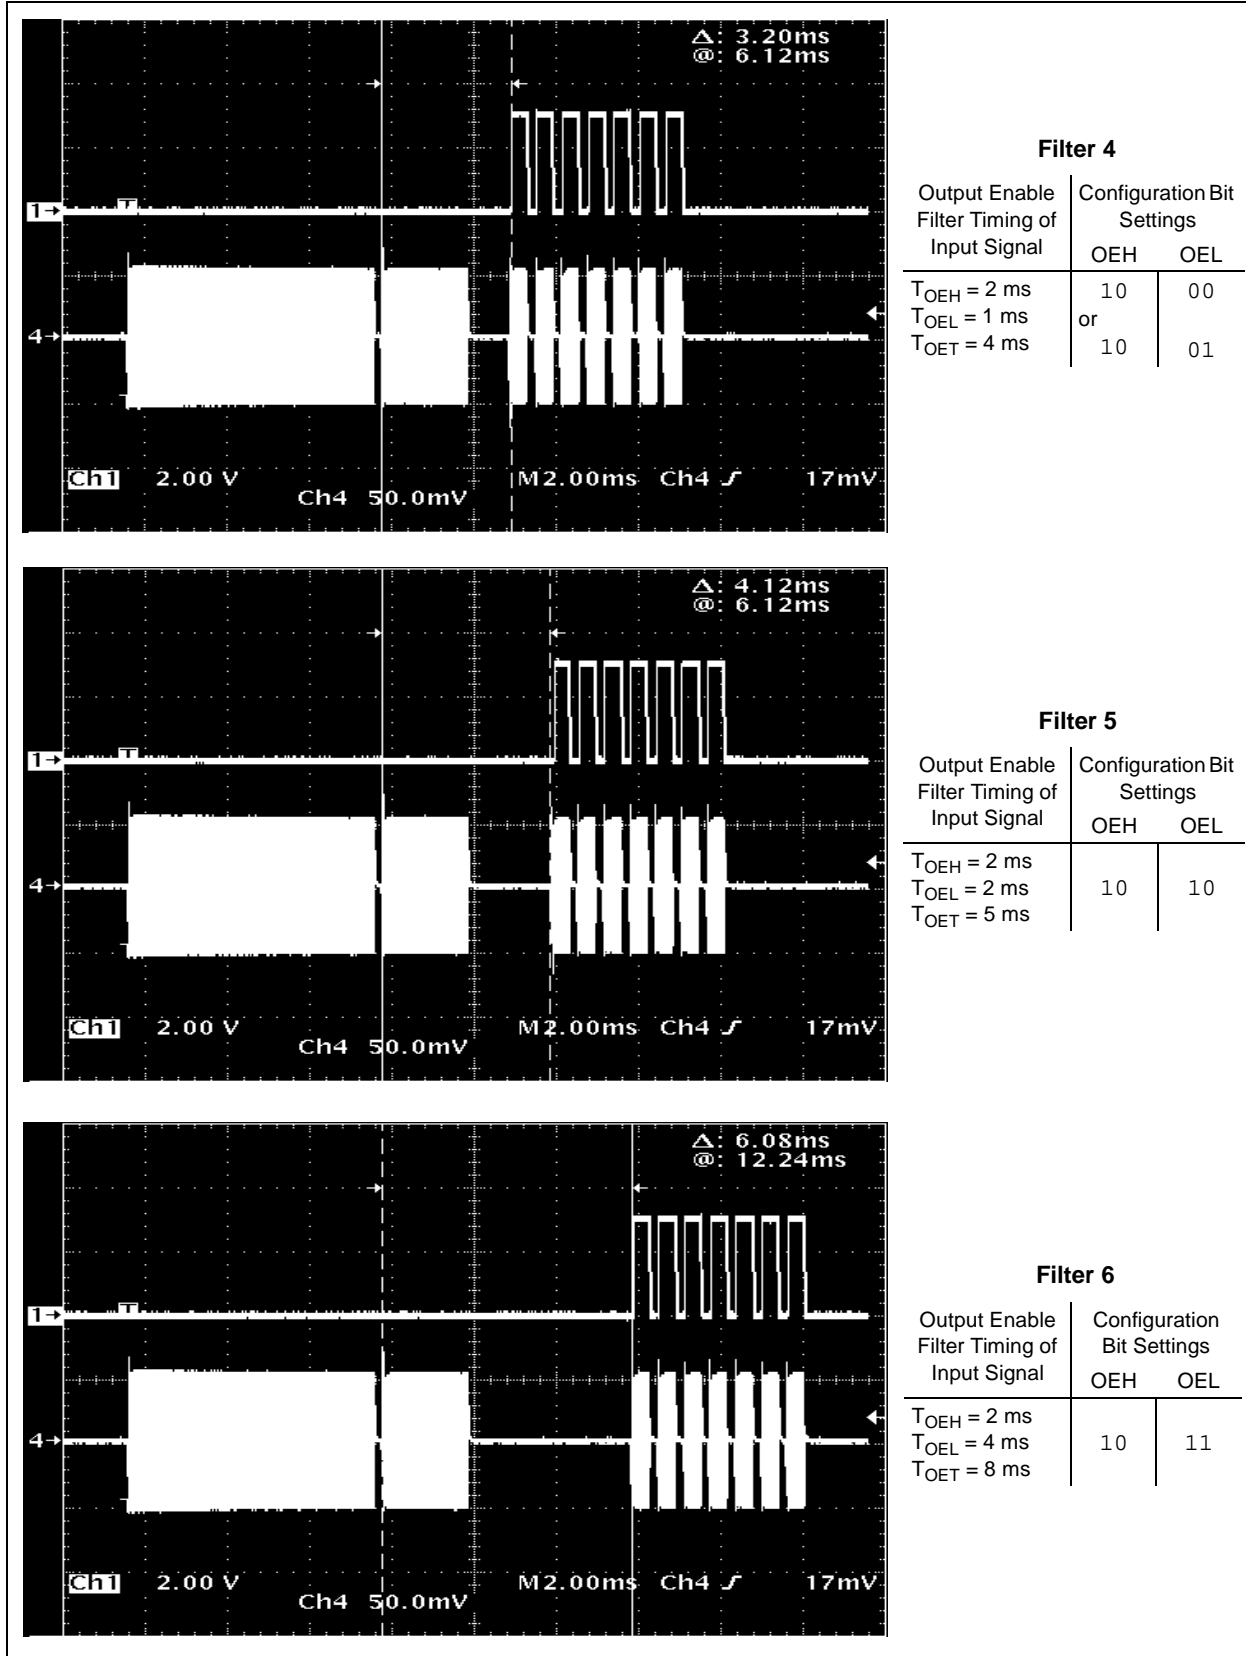 Δ: 3.20ms
@: 6.12ms
T
1→
4→
Ch1 2.00 V M2.00ms Ch4 17mV
Ch4 50.0mV
Filter 4
Output Enable Configuration Bit
Filter Timing of Settings
Input Signal OEH OEL
TOEH = 2 ms 10 00
TOEL = 1 ms or
TOET = 4 ms 10 01
Δ: 4.12ms
@: 6.12ms
T
1→
4→
Ch1 2.00 V M2.00ms Ch4 17mV
Ch4 50.0mV
Filter 5
Output Enable Configuration Bit
Filter Timing of Settings
Input Signal OEH OEL
TOEH = 2 ms
TOEL = 2 ms 10 10
TOET = 5 ms
Δ: 6.08ms
@: 12.24ms
T
1→
4→
Ch1 2.00 V M2.00ms Ch4 17mV
Ch4 50.0mV
Filter 6
Output Enable Configuration
Filter Timing of Bit Settings
Input Signal OEH OEL
TOEH = 2 ms
TOEL = 4 ms 10 11
TOET = 8 ms